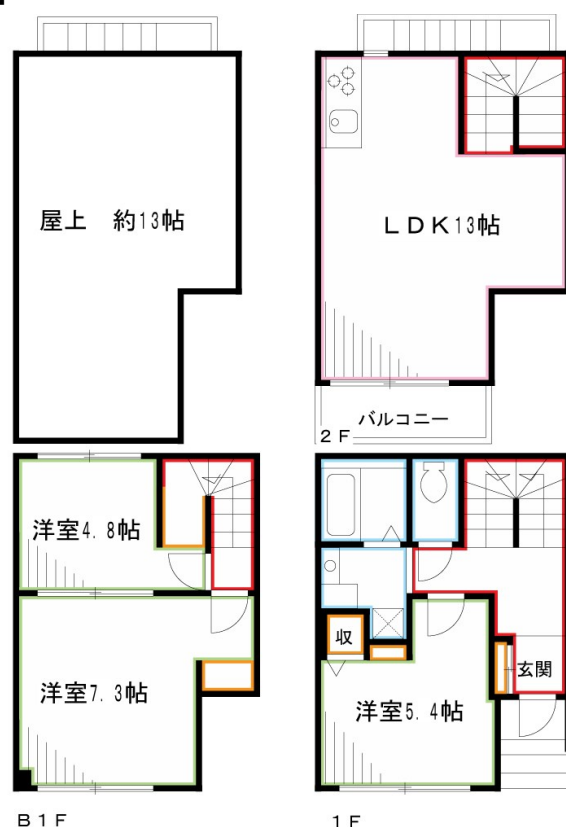 屋上 約13帖
LDK13帖
バルコニー
2F
洋室4.8帖
洋室7.3帖
B1F
収
玄関
洋室5.4帖
1F